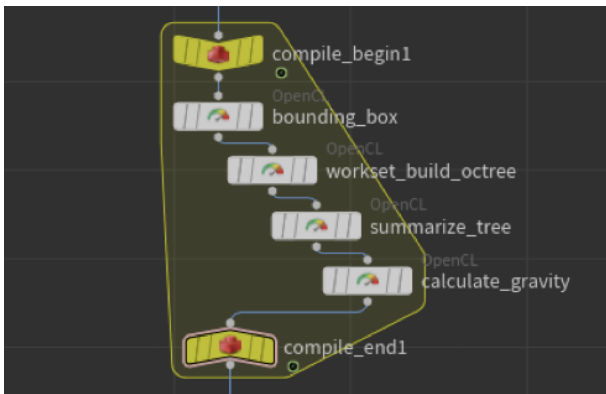 compile_begin1
OpenCL
bounding_box
OpenCL
workset_build_octree
OpenCL
summarize_tree
OpenCL
calculate_gravity
compile_end1